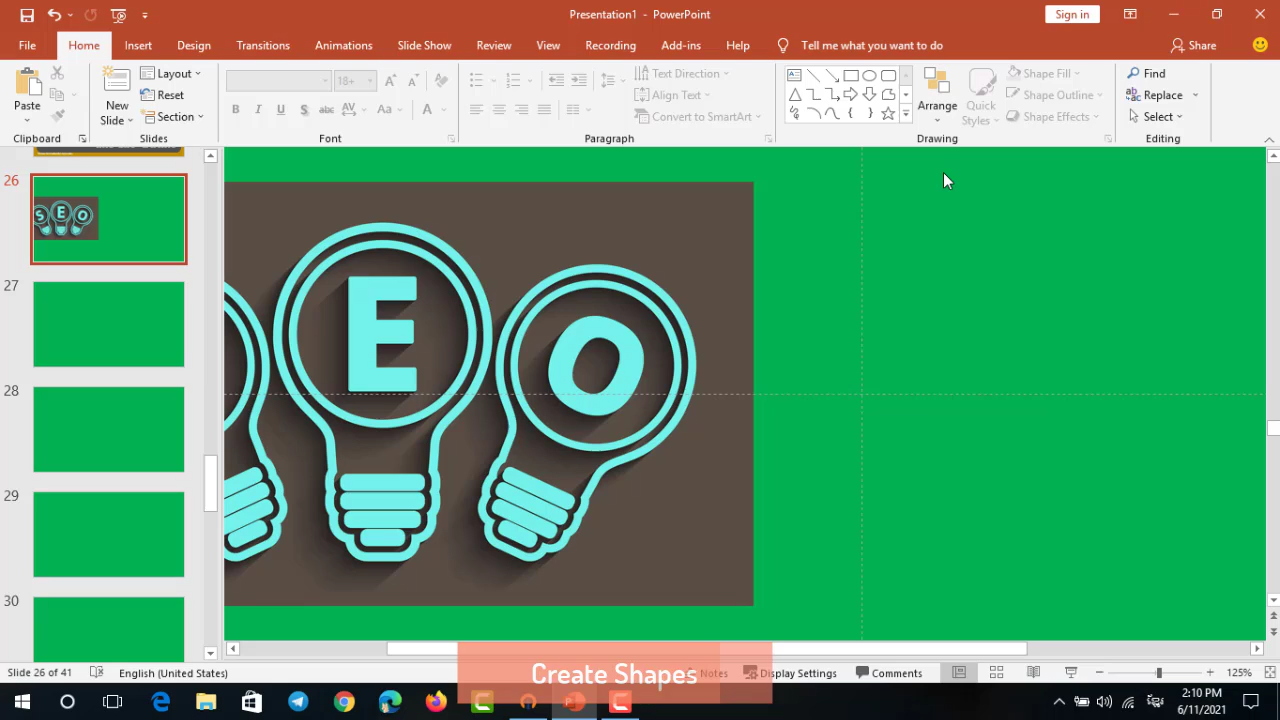 Presentation1 - PowerPoint
Sign in
File
Home
Insert
Design
Transitions
Animations
Slide Show
Review
View
Recording
Add-ins
Help
Tell me what you want to do
Share
Paste
New
Slide
Layout
Reset
Section
18+
B I U S abc AV Aa A
Text Direction
Align Text
Convert to SmartArt
Arrange
Quick
Styles
Shape Fill
Shape Outline
Shape Effects
Find
Replace
Select
Clipboard
Slides
Font
Paragraph
Drawing
Editing
26
S E O
27
28
29
30
E O
Slide 26 of 41
English (United States)
Create Shapes
Notes
Display Settings
Comments
125%
2:10 PM
6/11/2021